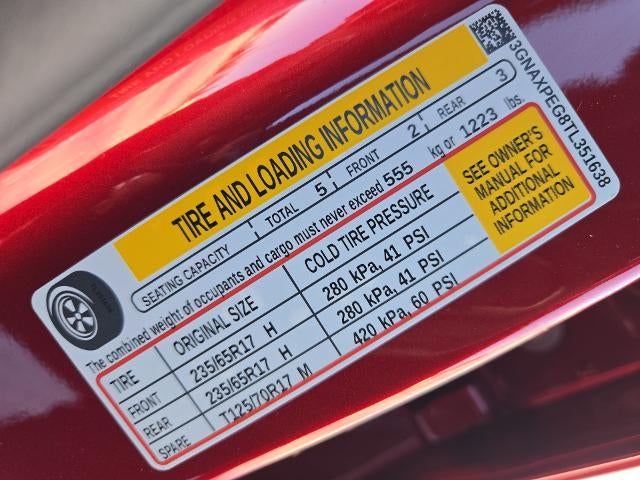 3GNAXPEG8TL351638
TIRE AND LOADING INFORMATION
SEATING CAPACITY TOTAL 5 FRONT 2 REAR 3
The combined weight of occupants and cargo must never exceed 555 kg or 1223 lbs.
TIRE ORIGINAL SIZE COLD TIRE PRESSURE
FRONT 235/65R17 H 280 kPa, 41 PSI
REAR 235/65R17 H 280 kPa, 41 PSI
SPARE T125/70R17 M 420 kPa, 60 PSI
SEE OWNER'S
MANUAL FOR
ADDITIONAL
INFORMATION